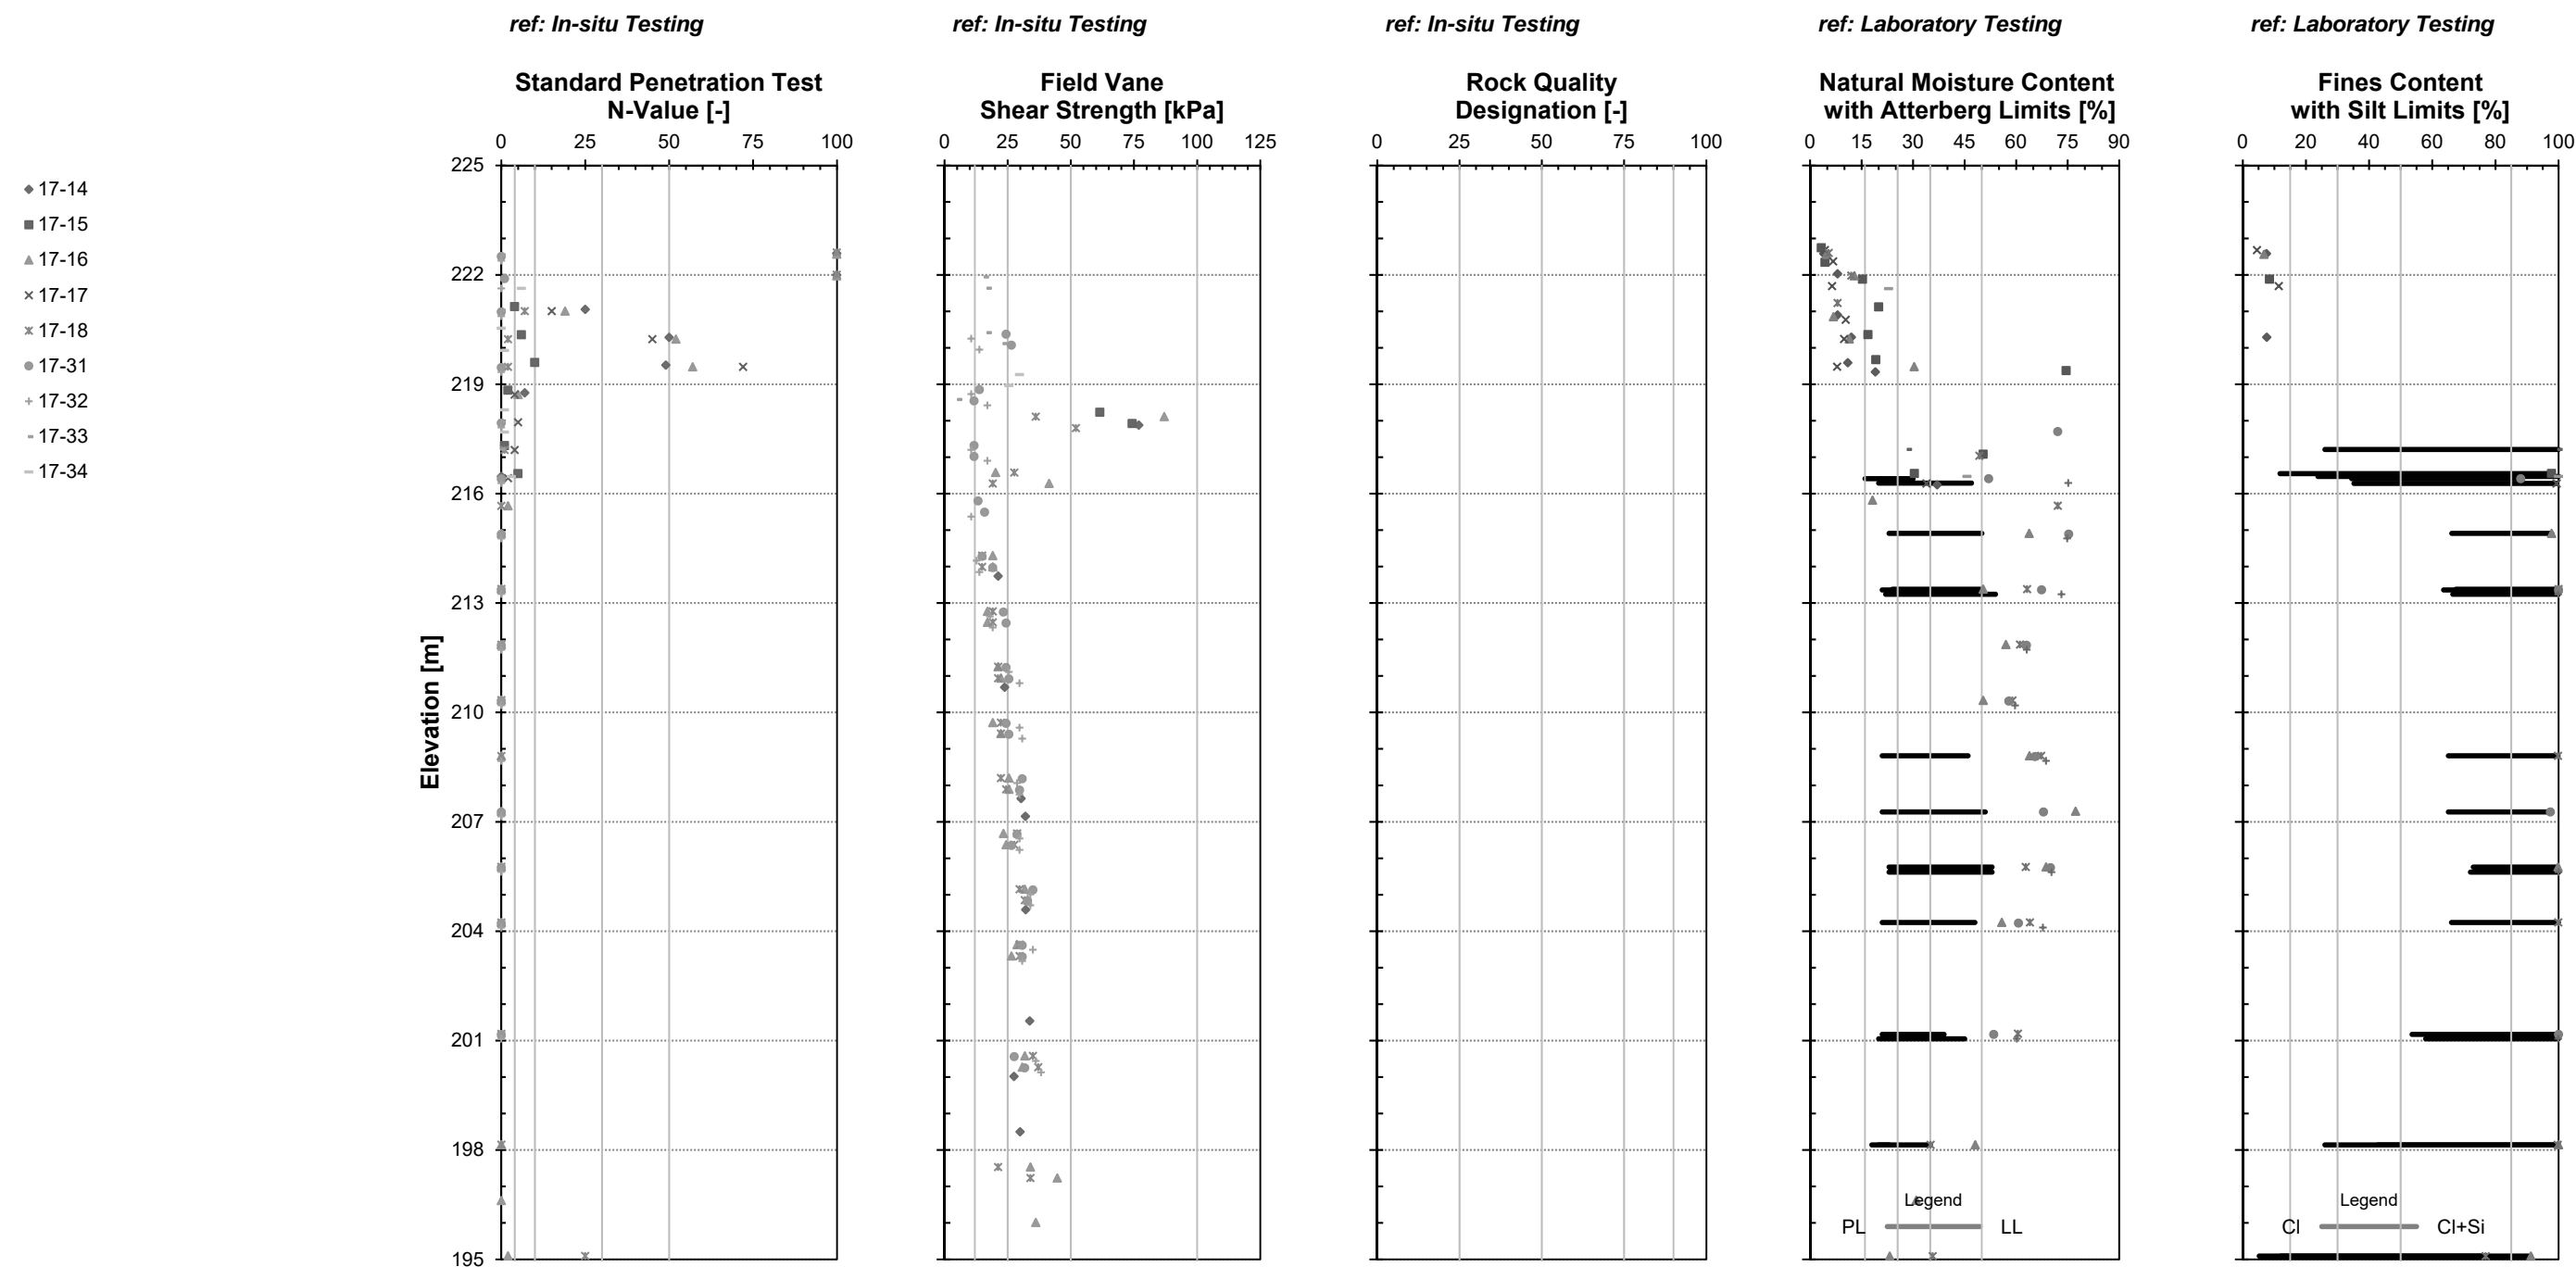 ref: In-situ Testing
ref: In-situ Testing
ref: In-situ Testing
ref: Laboratory Testing
ref: Laboratory Testing
Standard Penetration Test
N-Value [-]
Field Vane
Shear Strength [kPa]
Rock Quality
Designation [-]
Natural Moisture Content
with Atterberg Limits [%]
Fines Content
with Silt Limits [%]
0 25 50 75 100
0 25 50 75 100 125
0 25 50 75 100
0 15 30 45 60 75 90
0 20 40 60 80 100
17-14
17-15
17-16
17-17
17-18
17-31
17-32
17-33
17-34
Elevation [m]
225
222
219
216
213
210
207
204
201
198
195
Legend
PL LL
Legend
Cl Cl+Si